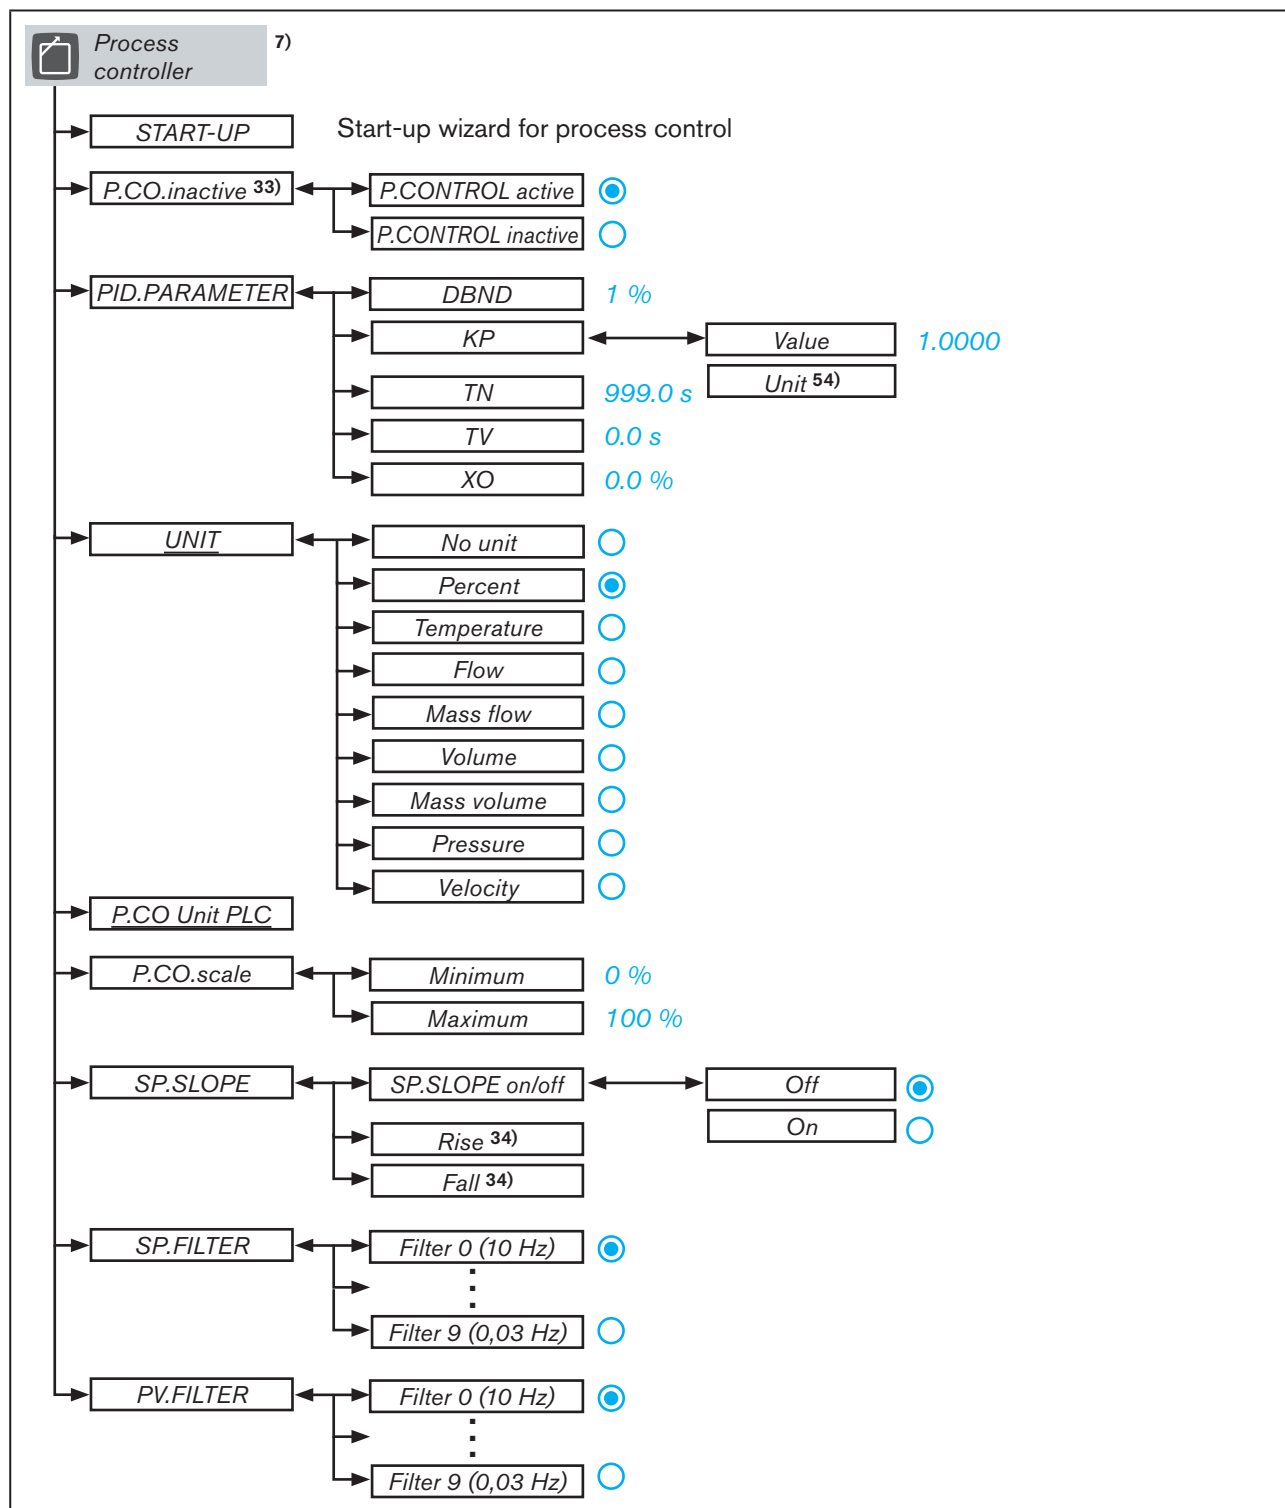 Process 7)
controller
START-UP Start-up wizard for process control
P.CO.inactive 33) P.CONTROL active
P.CONTROL inactive
PID.PARAMETER DBND 1 %
KP Value 1.0000
Unit 54)
TN 999.0 s
TV 0.0 s
XO 0.0 %
UNIT No unit
Percent
Temperature
Flow
Mass flow
Volume
Mass volume
Pressure
Velocity
P.CO Unit PLC
P.CO.scale Minimum 0 %
Maximum 100 %
SP.SLOPE SP.SLOPE on/off Off
On
Rise 34)
Fall 34)
SP.FILTER Filter 0 (10 Hz)
Filter 9 (0,03 Hz)
PV.FILTER Filter 0 (10 Hz)
Filter 9 (0,03 Hz)